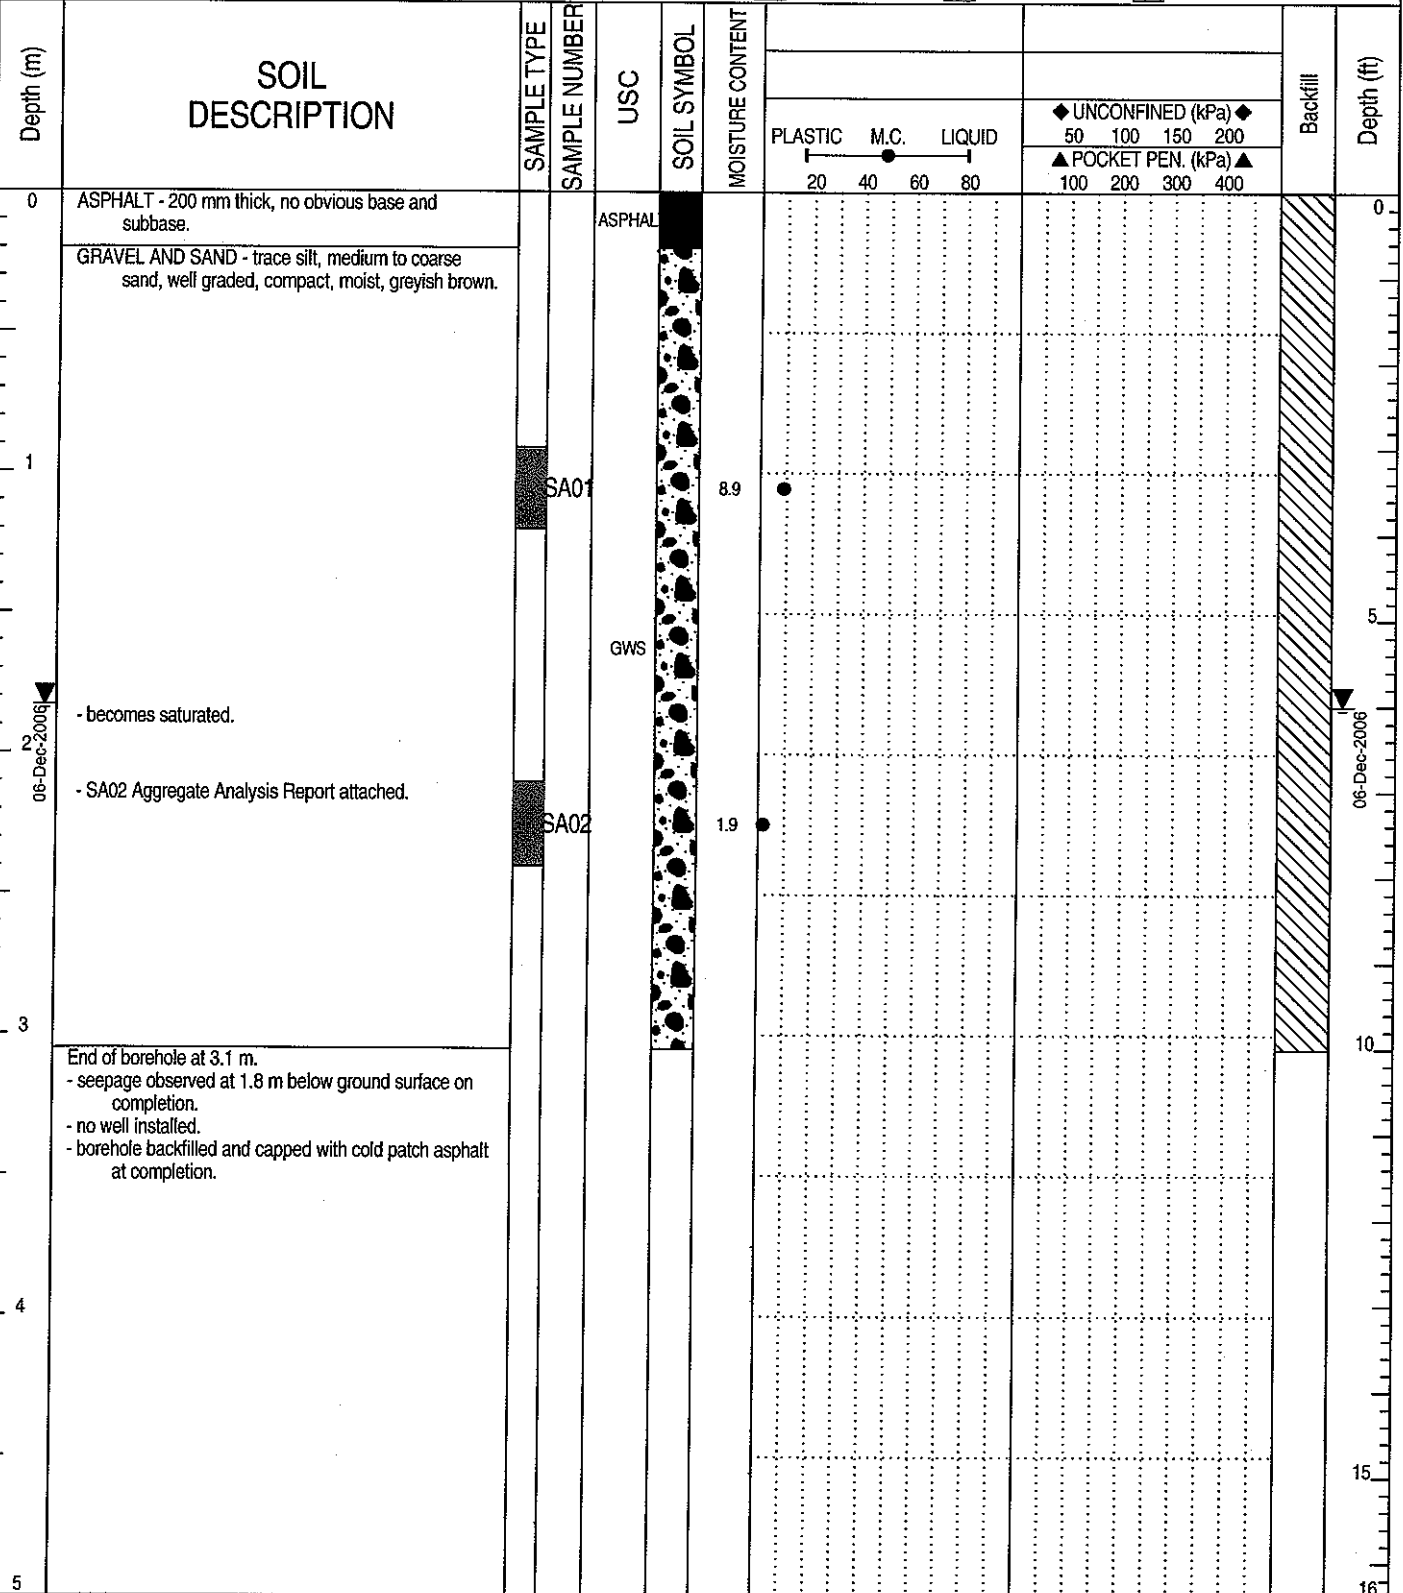 Depth (m)
SOIL
DESCRIPTION
SAMPLE TYPE
SAMPLE NUMBER
USC
SOIL SYMBOL
MOISTURE CONTENT
PLASTIC M.C. LIQUID
20 40 60 80
◆ UNCONFINED (kPa) ◆
50 100 150 200
▲ POCKET PEN. (kPa) ▲
100 200 300 400
Backfill
Depth (ft)
0
ASPHALT - 200 mm thick, no obvious base and
subbase.
ASPHAL
0
GRAVEL AND SAND - trace silt, medium to coarse
sand, well graded, compact, moist, greyish brown.
1
SA01
8.9
5
GWS
06-Dec-2006
- becomes saturated.
06-Dec-2006
2
- SA02 Aggregate Analysis Report attached.
SA02
1.9
3
10
End of borehole at 3.1 m.
- seepage observed at 1.8 m below ground surface on
completion.
- no well installed.
- borehole backfilled and capped with cold patch asphalt
at completion.
4
15
5
16